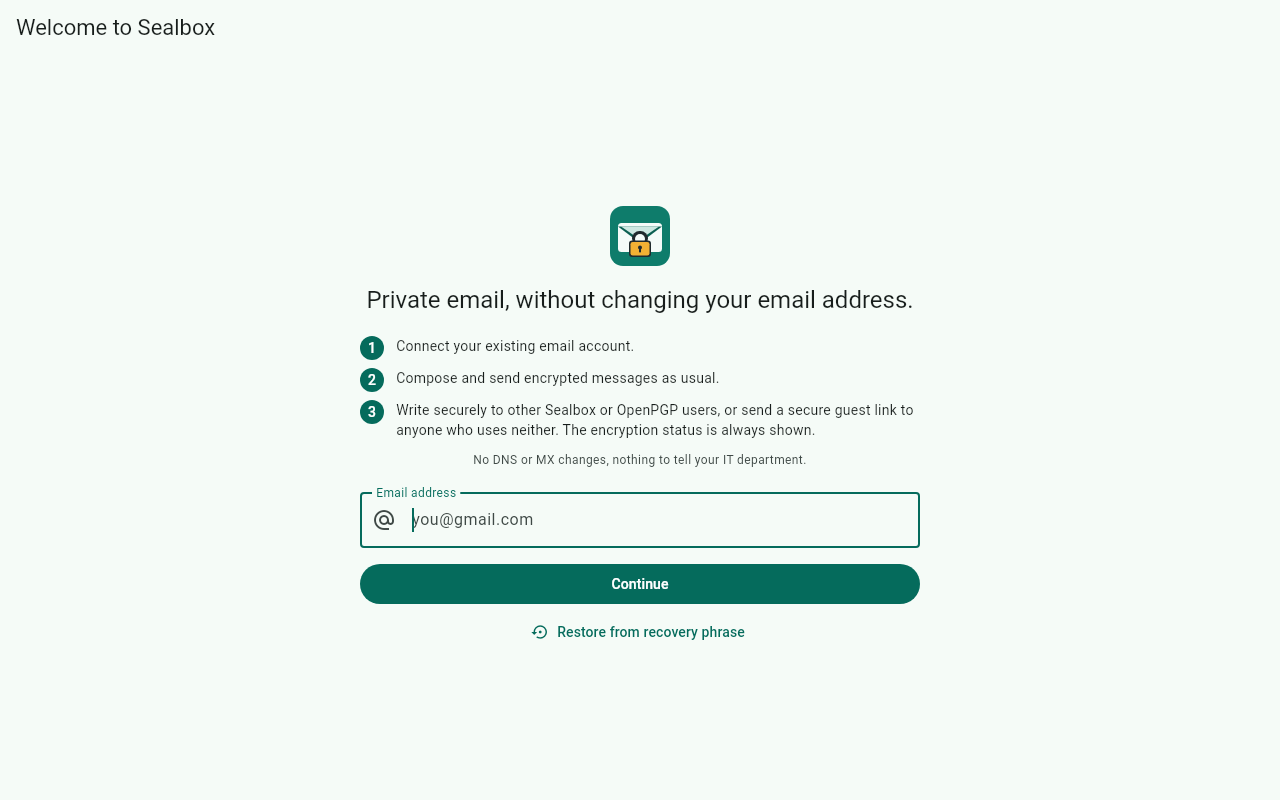 Welcome to Sealbox
Private email, without changing your email address.
1 Connect your existing email account.
2 Compose and send encrypted messages as usual.
3 Write securely to other Sealbox or OpenPGP users, or send a secure guest link to
anyone who uses neither. The encryption status is always shown.
No DNS or MX changes, nothing to tell your IT department.
Email address
you@gmail.com
Continue
Restore from recovery phrase